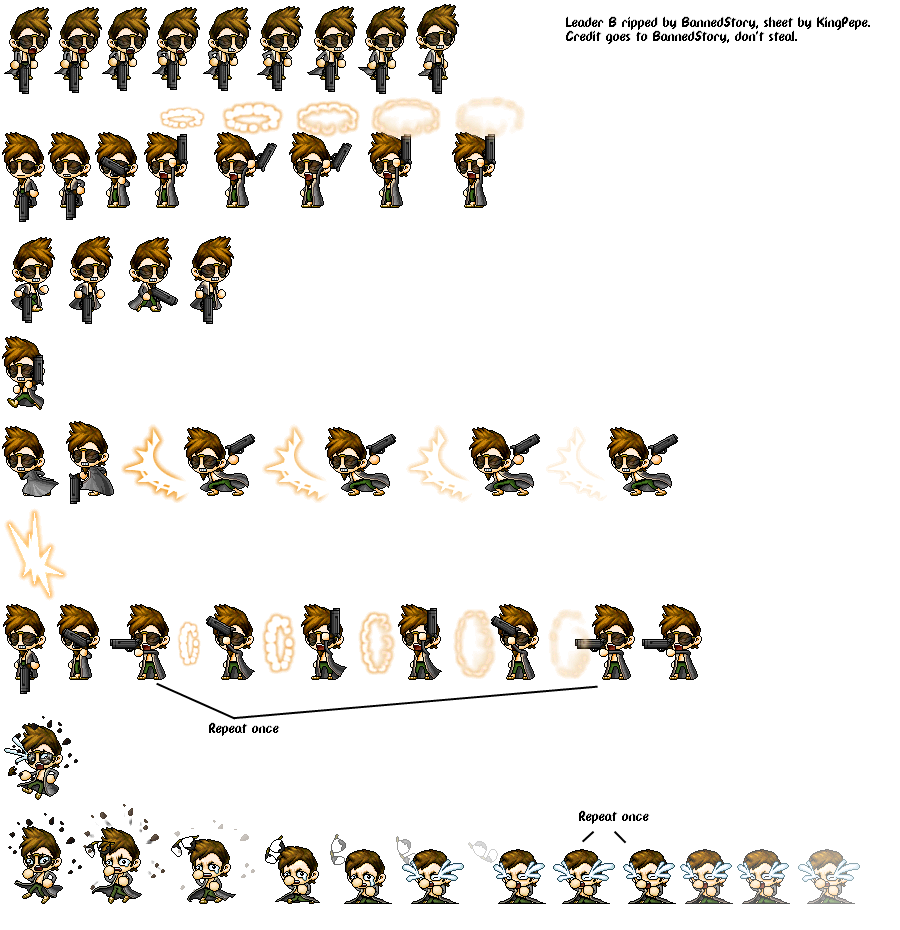 Leader B ripped by BannedStory, sheet by KingPepe.
Credit goes to BannedStory, don't steal.
Repeat once
Repeat once